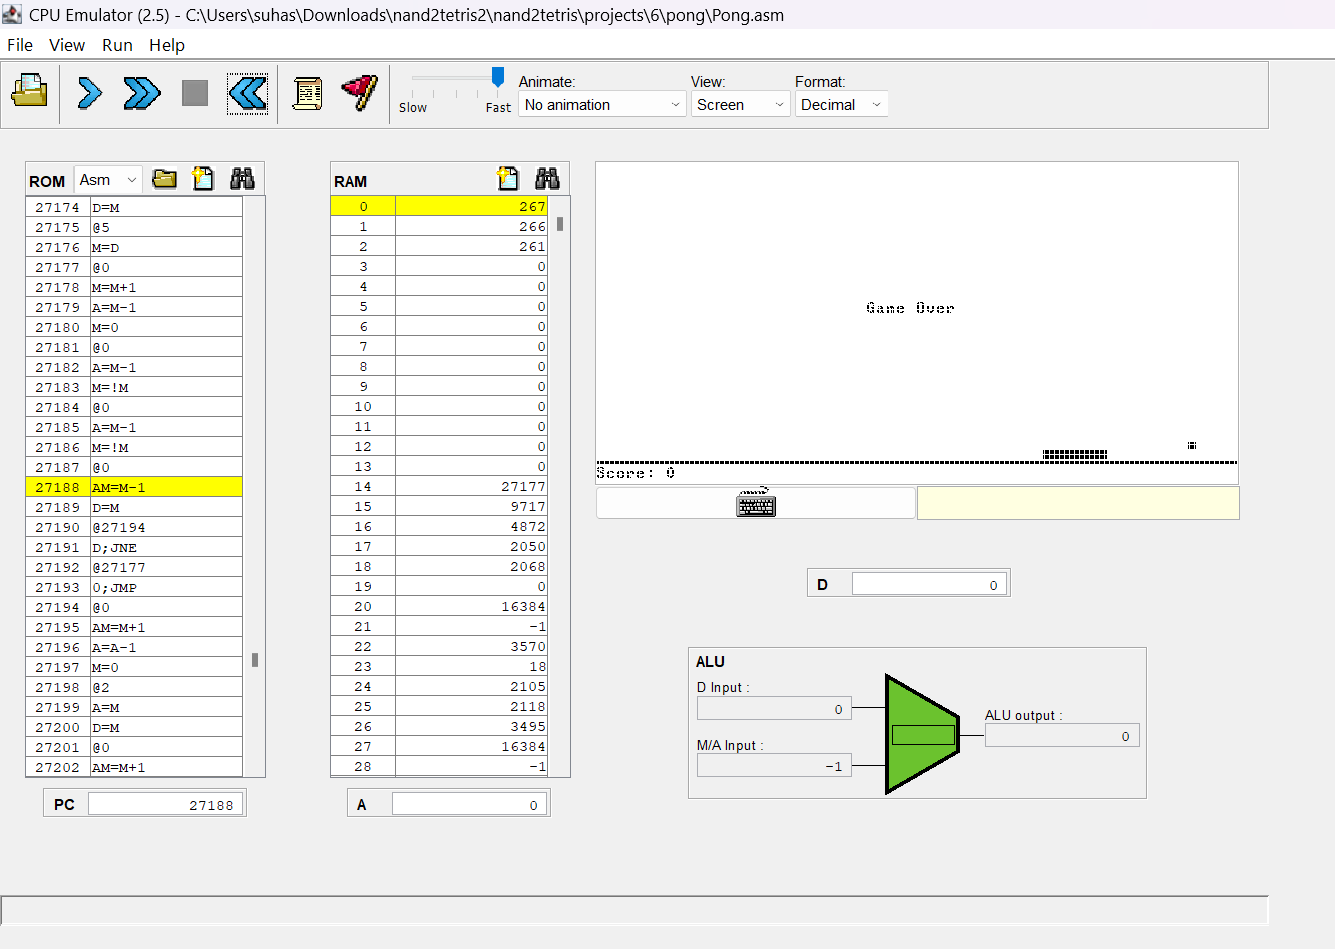 CPU Emulator (2.5) - C:\Users\suhas\Downloads\nand2tetris2\nand2tetris\projects\6\pong\Pong.asm
File View Run Help
Slow Fast
Animate: View: Format:
No animation Screen Decimal
ROM Asm
27174 D=M
27175 @5
27176 M=D
27177 @0
27178 M=M+1
27179 A=M-1
27180 M=0
27181 @0
27182 A=M-1
27183 M=!M
27184 @0
27185 A=M-1
27186 M=!M
27187 @0
27188 AM=M-1
27189 D=M
27190 @27194
27191 D;JNE
27192 @27177
27193 0;JMP
27194 @0
27195 AM=M+1
27196 A=A-1
27197 M=0
27198 @2
27199 A=M
27200 D=M
27201 @0
27202 AM=M+1
PC 27188
RAM
0 267
1 266
2 261
3 0
4 0
5 0
6 0
7 0
8 0
9 0
10 0
11 0
12 0
13 0
14 27177
15 9717
16 4872
17 2050
18 2068
19 0
20 16384
21 -1
22 3570
23 18
24 2105
25 2118
26 3495
27 16384
28 -1
A 0
Game Over
Score: 0
D 0
ALU
D Input :
0
M/A Input :
-1
ALU output :
0